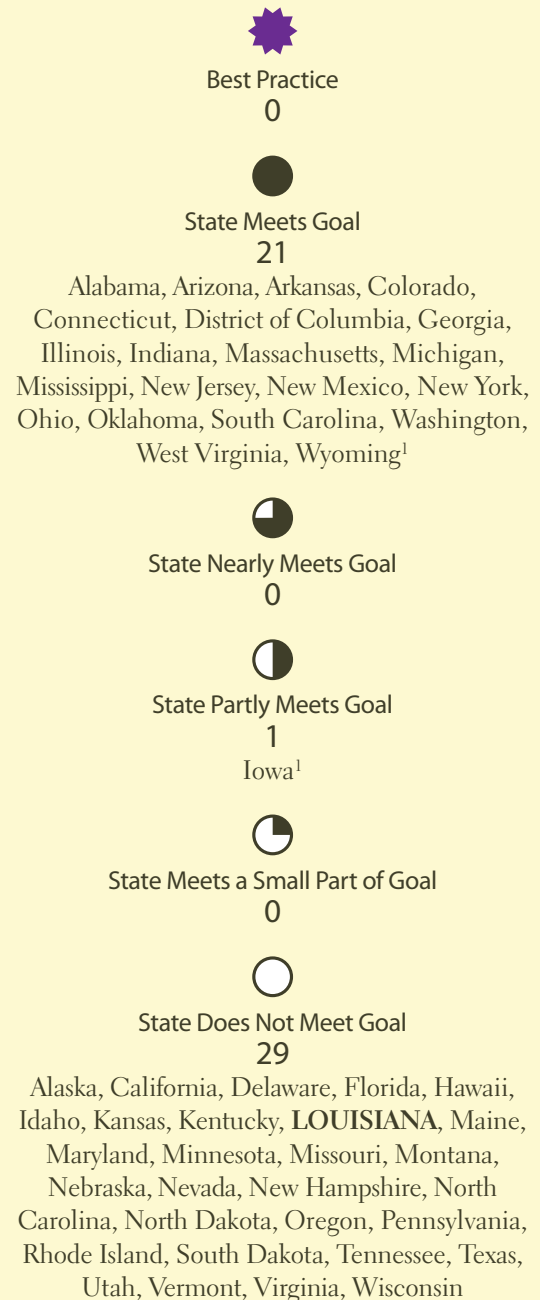 Best Practice
0
State Meets Goal
21
Alabama, Arizona, Arkansas, Colorado,
Connecticut, District of Columbia, Georgia,
Illinois, Indiana, Massachusetts, Michigan,
Mississippi, New Jersey, New Mexico, New York,
Ohio, Oklahoma, South Carolina, Washington,
West Virginia, Wyoming¹
State Nearly Meets Goal
0
State Partly Meets Goal
1
Iowa¹
State Meets a Small Part of Goal
0
State Does Not Meet Goal
29
Alaska, California, Delaware, Florida, Hawaii,
Idaho, Kansas, Kentucky, LOUISIANA, Maine,
Maryland, Minnesota, Missouri, Montana,
Nebraska, Nevada, New Hampshire, North
Carolina, North Dakota, Oregon, Pennsylvania,
Rhode Island, South Dakota, Tennessee, Texas,
Utah, Vermont, Virginia, Wisconsin